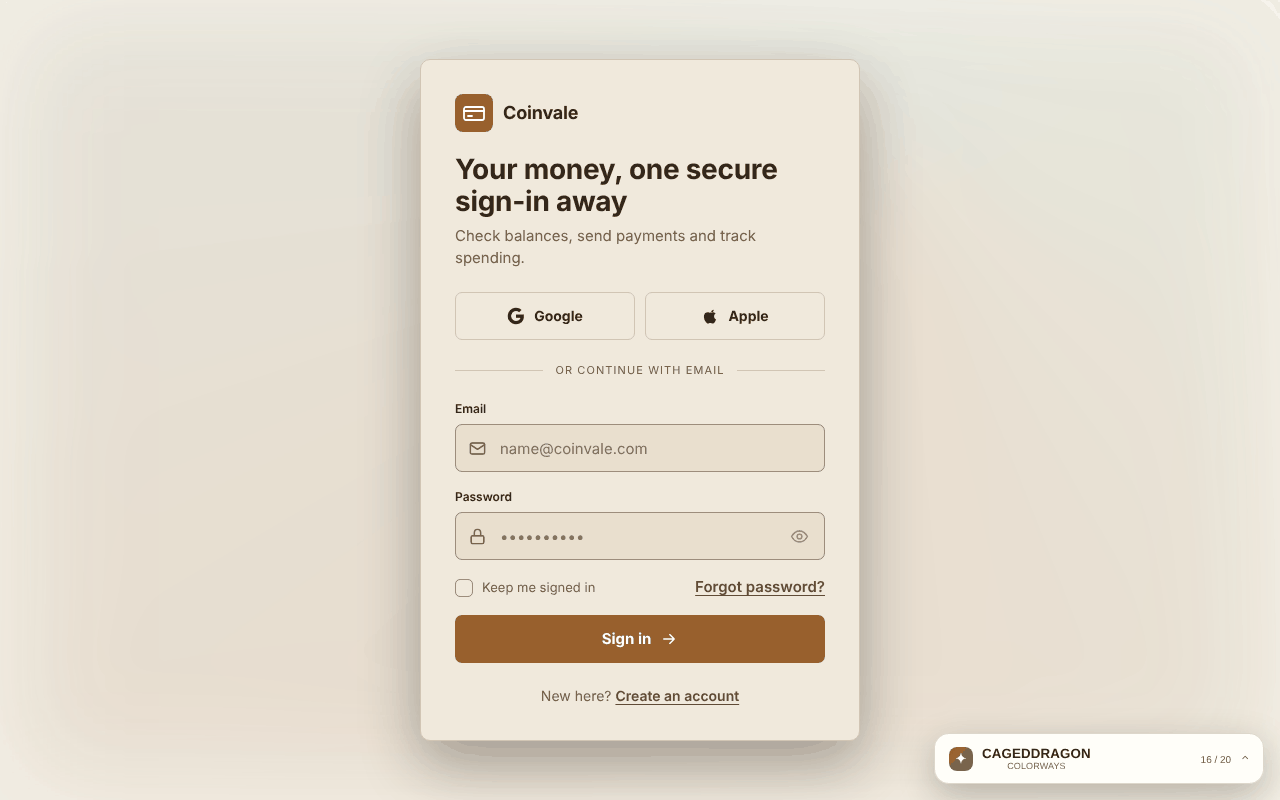 Coinvale
Your money, one secure
sign-in away
Check balances, send payments and track
spending.
Google
Apple
OR CONTINUE WITH EMAIL
Email
name@coinvale.com
Password
••••••••••
Keep me signed in
Forgot password?
Sign in →
New here? Create an account
CAGEDDRAGON
COLORWAYS
16 / 20